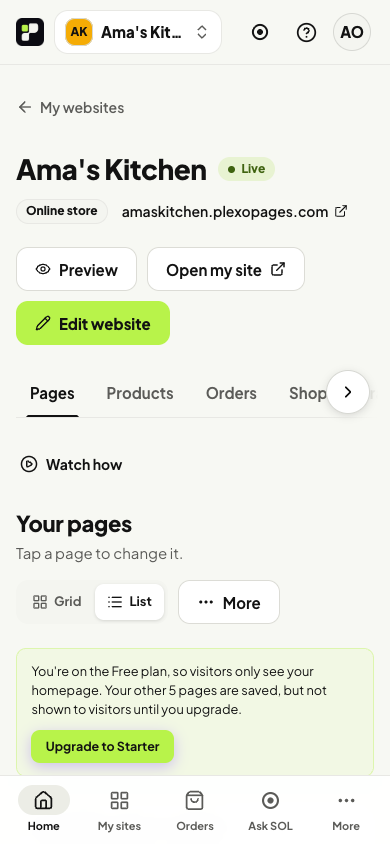 AK Ama's Kit... AO
My websites
Ama's Kitchen Live
Online store amaskitchen.plexopages.com
Preview Open my site
Edit website
Pages Products Orders Shop
Watch how
Your pages
Tap a page to change it.
Grid List More
You're on the Free plan, so visitors only see your
homepage. Your other 5 pages are saved, but not
shown to visitors until you upgrade.
Upgrade to Starter
Home My sites Orders Ask SOL More